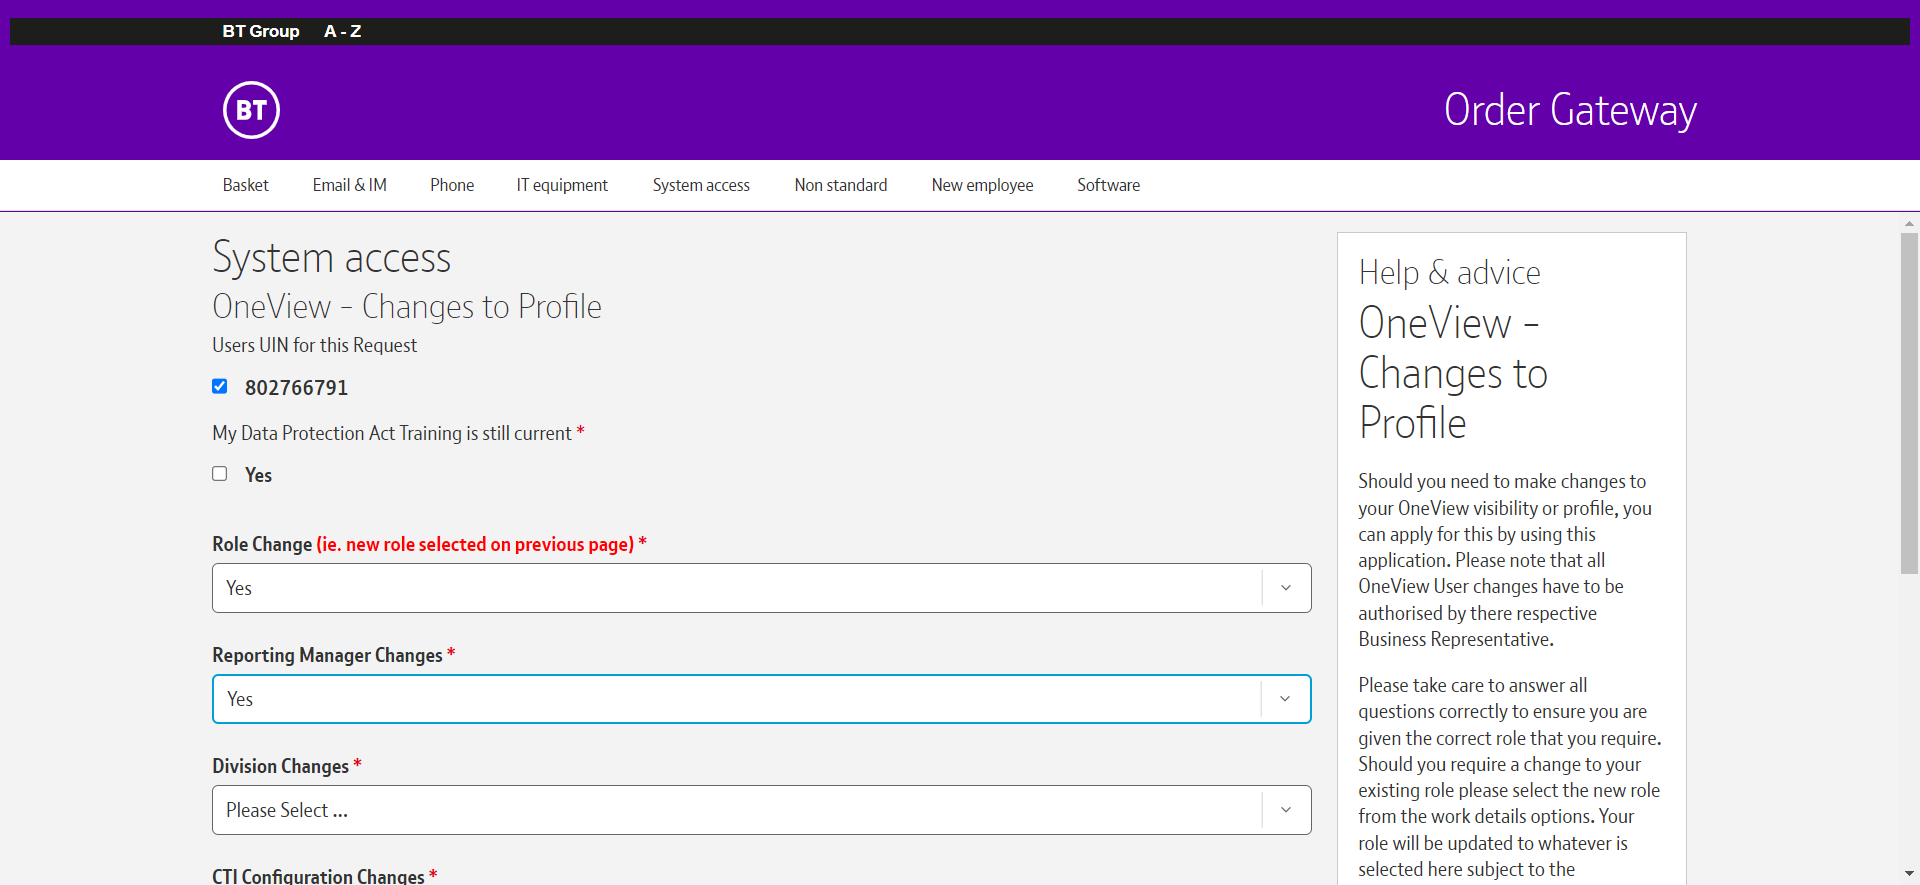 BT Group A - Z
BT
Order Gateway
Basket Email & IM Phone IT equipment System access Non standard New employee Software
System access
OneView - Changes to Profile
Users UIN for this Request
802766791
My Data Protection Act Training is still current *
Yes
Role Change (ie. new role selected on previous page) *
Yes
Reporting Manager Changes *
Yes
Division Changes *
Please Select ...
CTI Configuration Changes *
Help & advice
OneView -
Changes to
Profile
Should you need to make changes to
your OneView visibility or profile, you
can apply for this by using this
application. Please note that all
OneView User changes have to be
authorised by there respective
Business Representative.
Please take care to answer all
questions correctly to ensure you are
given the correct role that you require.
Should you require a change to your
existing role please select the new role
from the work details options. Your
role will be updated to whatever is
selected here subject to the